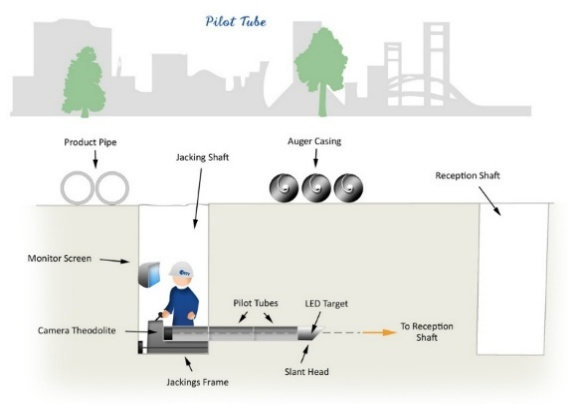 Pilot Tube
Product Pipe
Jacking Shaft
Auger Casing
Reception Shaft
Monitor Screen
Pilot Tubes
LED Target
Camera Theodolite
To Reception
Shaft
Slant Head
Jackings Frame